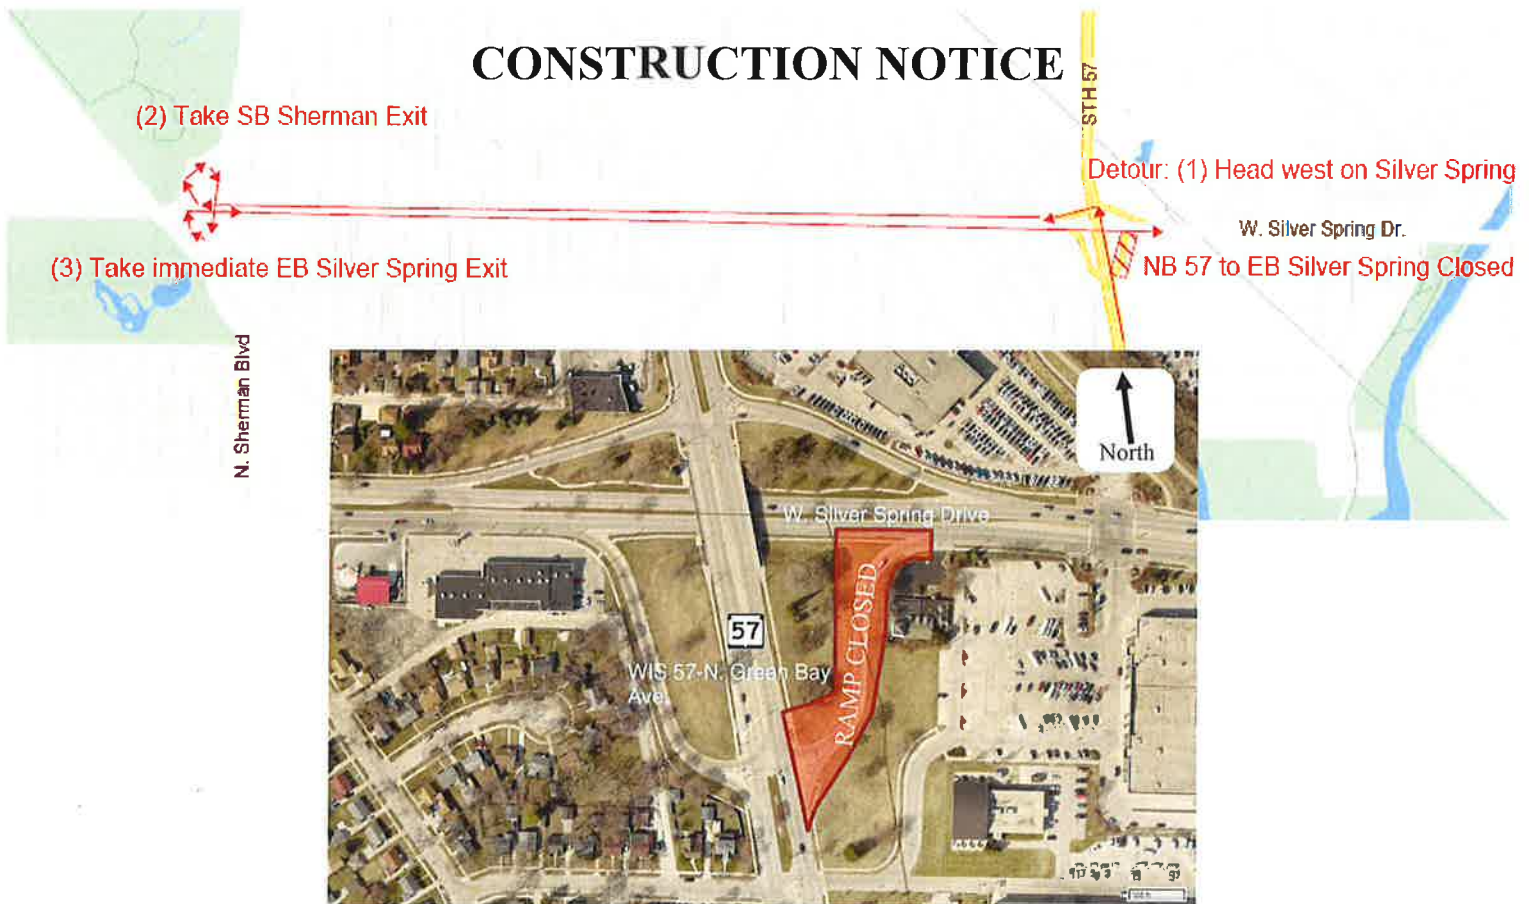 CONSTRUCTION NOTICE
STH 57
(2) Take SB Sherman Exit
Detour: (1) Head west on Silver Spring
W. Silver Spring Dr.
(3) Take immediate EB Silver Spring Exit
NB 57 to EB Silver Spring Closed
N. Sherman Blvd
North
W. Silver Spring Drive
RAMP CLOSED
57
WIS 57-N. Green Bay
Ave